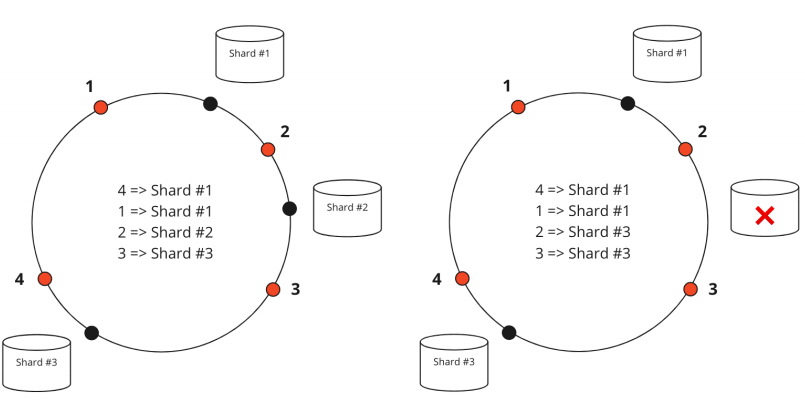 Shard #1
1
2
4 => Shard #1
1 => Shard #1
2 => Shard #2
3 => Shard #3
Shard #2
4
3
Shard #3
Shard #1
1
2
4 => Shard #1
1 => Shard #1
2 => Shard #3
3 => Shard #3
4
3
Shard #3